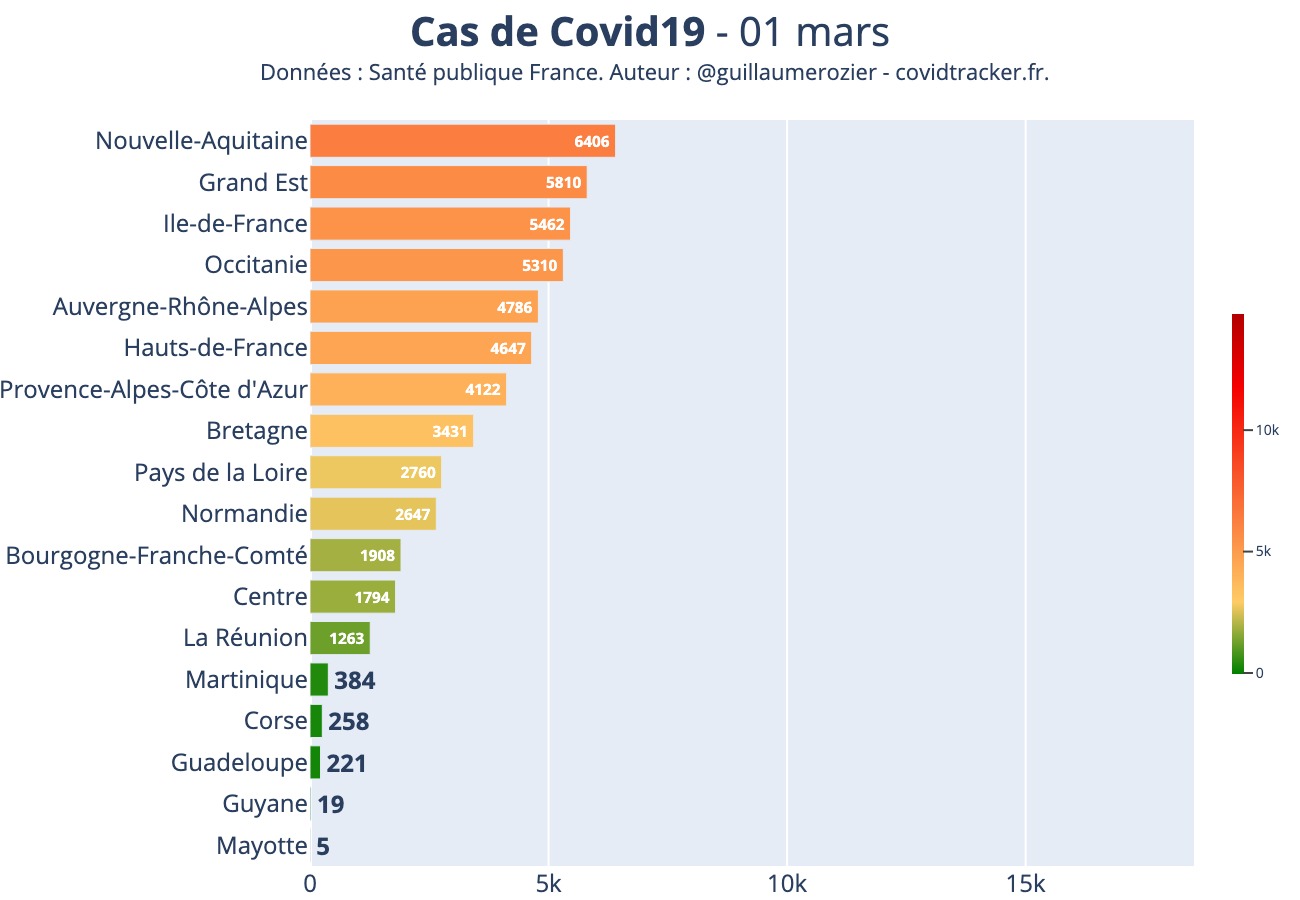 Cas de Covid19 - 01 mars
Données : Santé publique France. Auteur : @guillaumerozier - covidtracker.fr.
Nouvelle-Aquitaine 6406
Grand Est 5810
Ile-de-France 5462
Occitanie 5310
Auvergne-Rhône-Alpes 4786
Hauts-de-France 4647
Provence-Alpes-Côte d'Azur 4122
Bretagne 3431
Pays de la Loire 2760
Normandie 2647
Bourgogne-Franche-Comté 1908
Centre 1794
La Réunion 1263
Martinique 384
Corse 258
Guadeloupe 221
Guyane 19
Mayotte 5
0 5k 10k 15k
10k
5k
0